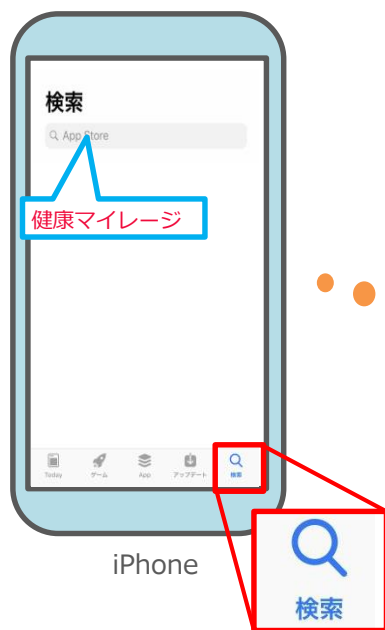 検索
App Store
健康マイレージ
Today
ゲーム
App
アップデート
検索
iPhone
検索